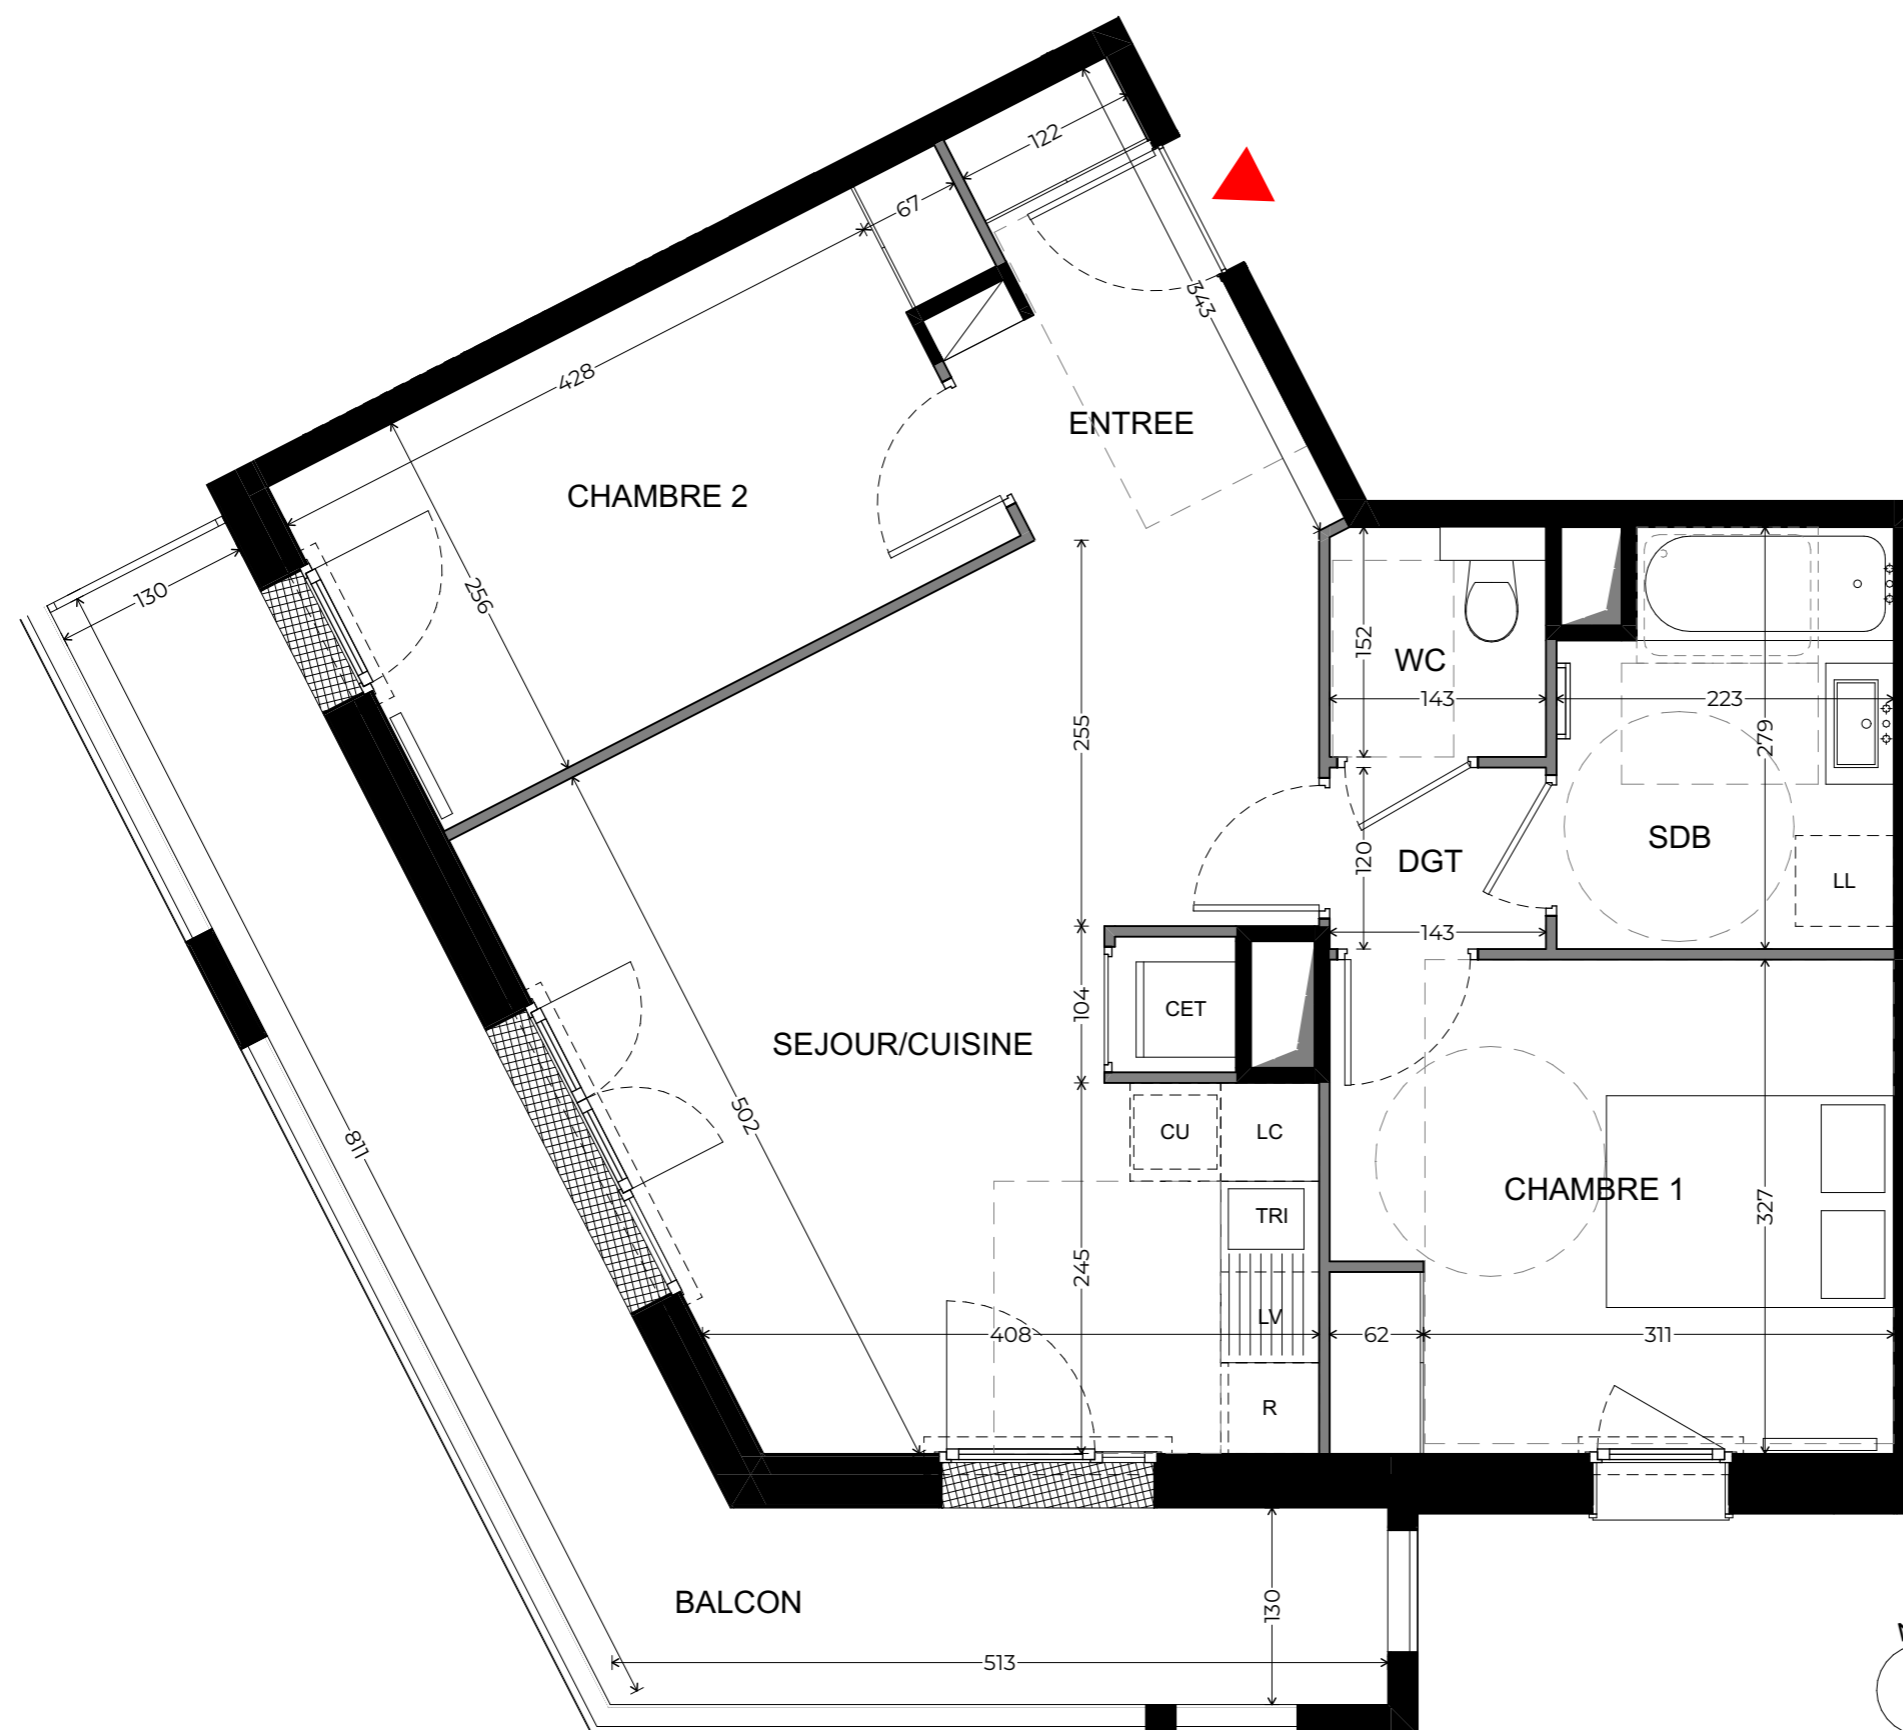 122
67
343
428
ENTREE
CHAMBRE 2
130
256
152
WC
143
223
279
255
SDB
120
DGT
LL
143
104
CET
SEJOUR/CUISINE
502
811
CU
LC
CHAMBRE 1
327
TRI
245
LV
408
62
311
R
BALCON
130
513